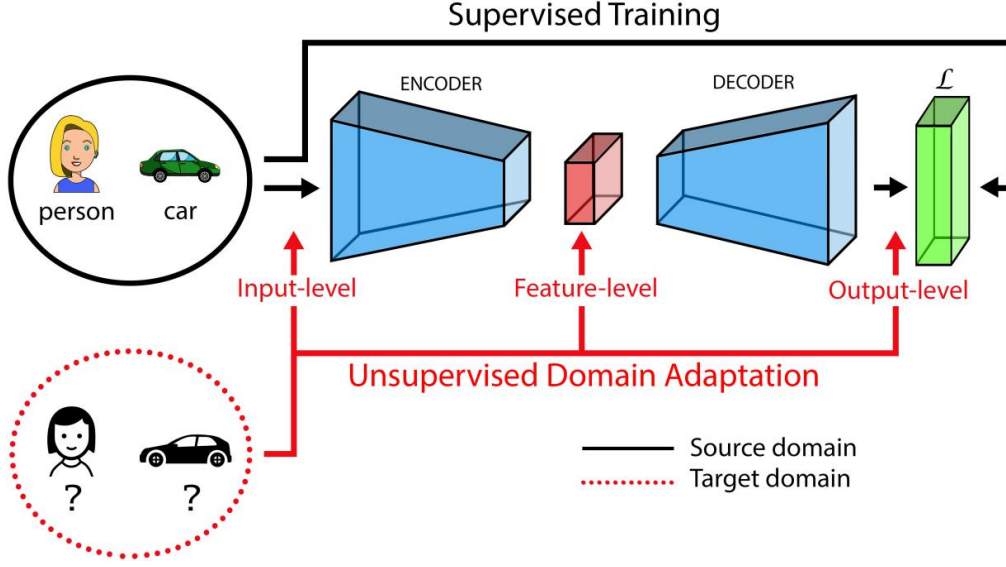 Supervised Training
ENCODER
DECODER
ℒ
person car
Input-level
Feature-level
Output-level
Unsupervised Domain Adaptation
? ?
Source domain
Target domain